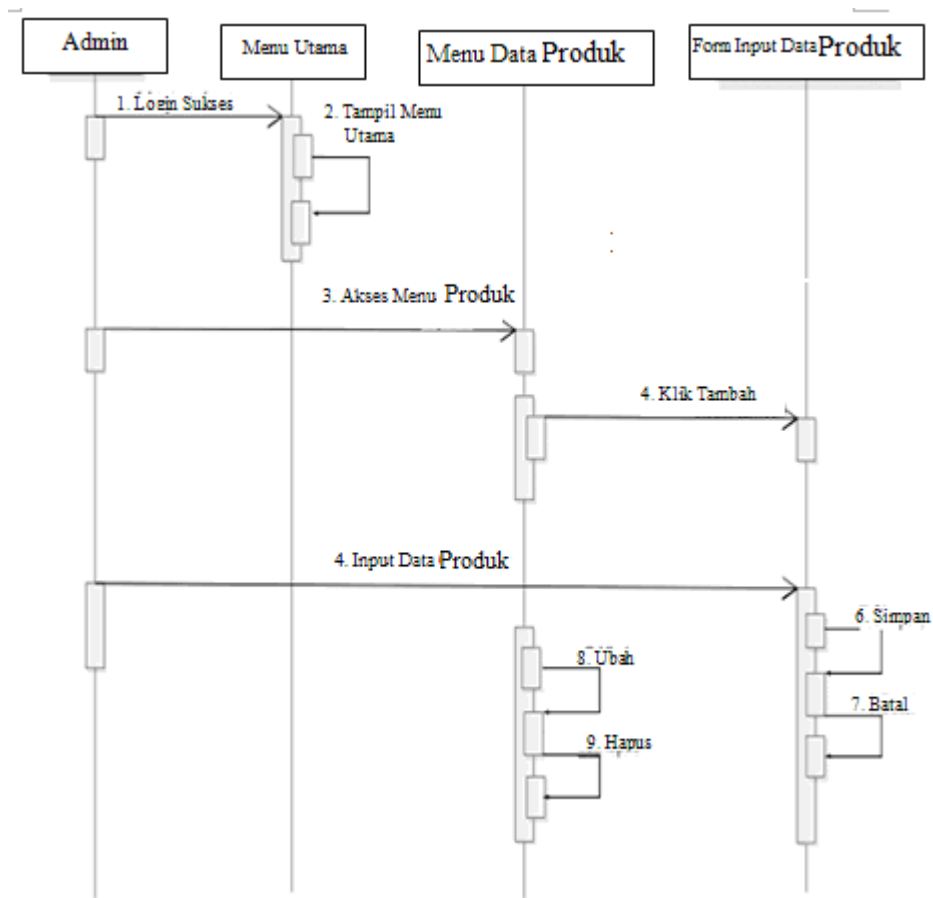 Admin
Menu Utama
Menu Data Produk
Form Input Data Produk
1. Login Sukses
2. Tampil Menu
Utama
3. Akses Menu Produk
4. Klik Tambah
4. Input Data Produk
6. Simpan
8. Ubah
7. Batal
9. Hapus